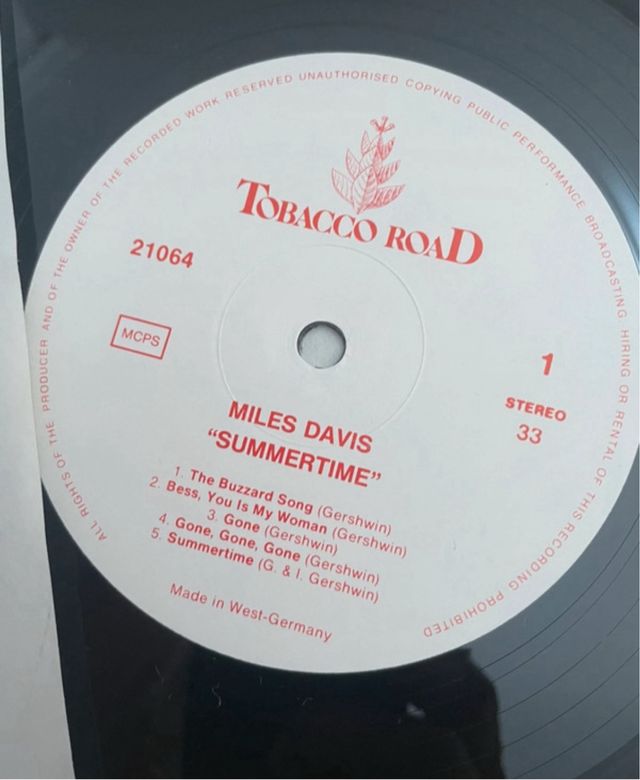 ALL RIGHTS OF THE PRODUCER AND OF THE OWNER OF THE RECORDED WORK RESERVED UNAUTHORISED COPYING PUBLIC PERFORMANCE BROADCASTING HIRING OR RENTAL OF THIS RECORDING PROHIBITED
TOBACCO ROAD
21064
MCPS
1
STEREO
33
MILES DAVIS
“SUMMERTIME”
1. The Buzzard Song (Gershwin)
2. Bess, You Is My Woman (Gershwin)
3. Gone (Gershwin)
4. Gone, Gone, Gone (Gershwin)
5. Summertime (G. & I. Gershwin)
Made in West-Germany